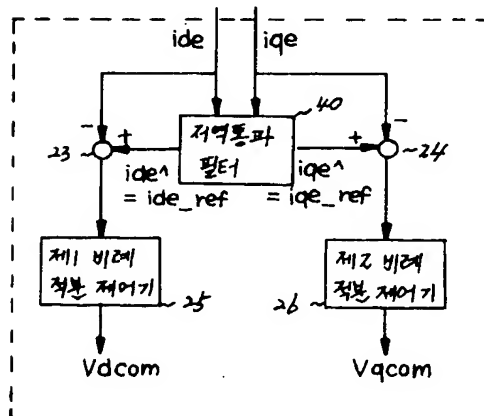 ide iqe
40
- -
+ 저역통과 +
23 필터 24
ide^ iqe^
= ide_ref = iqe_ref
제1 비례
적분 제어기
25
제2 비례
적분 제어기
26
Vdcom Vqcom